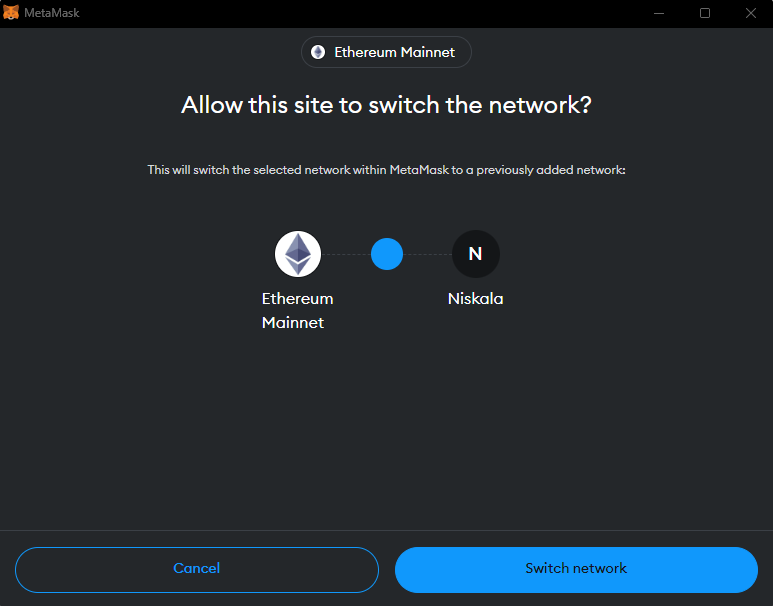 MetaMask
Ethereum Mainnet
Allow this site to switch the network?
This will switch the selected network within MetaMask to a previously added network:
N
Ethereum
Mainnet
Niskala
Cancel
Switch network